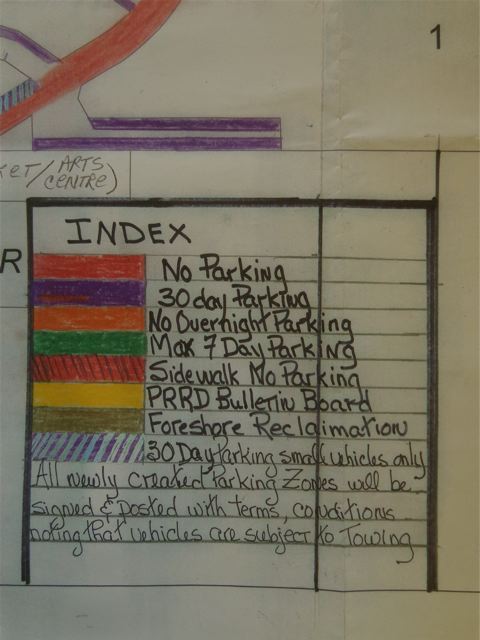 1
KET/ARTS
CENTRE)
R
INDEX
No Parking
30 day Parking
No Overnight Parking
Max 7 Day Parking
Sidewalk No Parking
PRRD Bulletin Board
Foreshore Reclaimation
30 Day Parking small vehicles only
All newly created Parking Zones will be
signed & posted with terms, conditions
noting that vehicles are subject to Towing